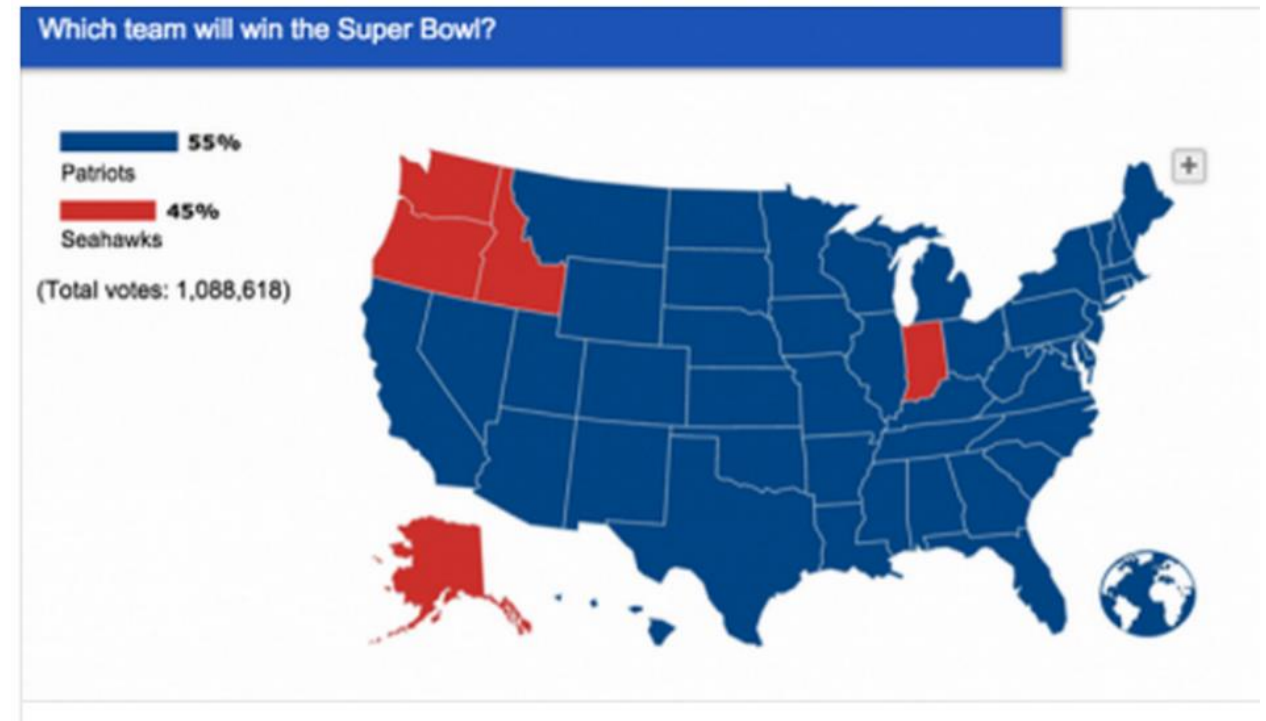 Which team will win the Super Bowl?
55%
Patriots
45%
Seahawks
(Total votes: 1,088,618)
+